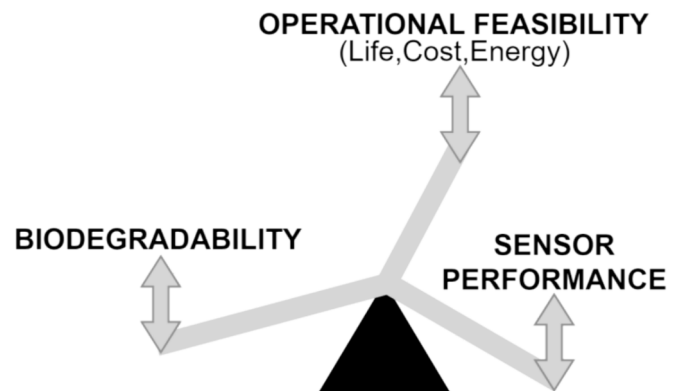 OPERATIONAL FEASIBILITY
(Life,Cost,Energy)
BIODEGRADABILITY
SENSOR
PERFORMANCE